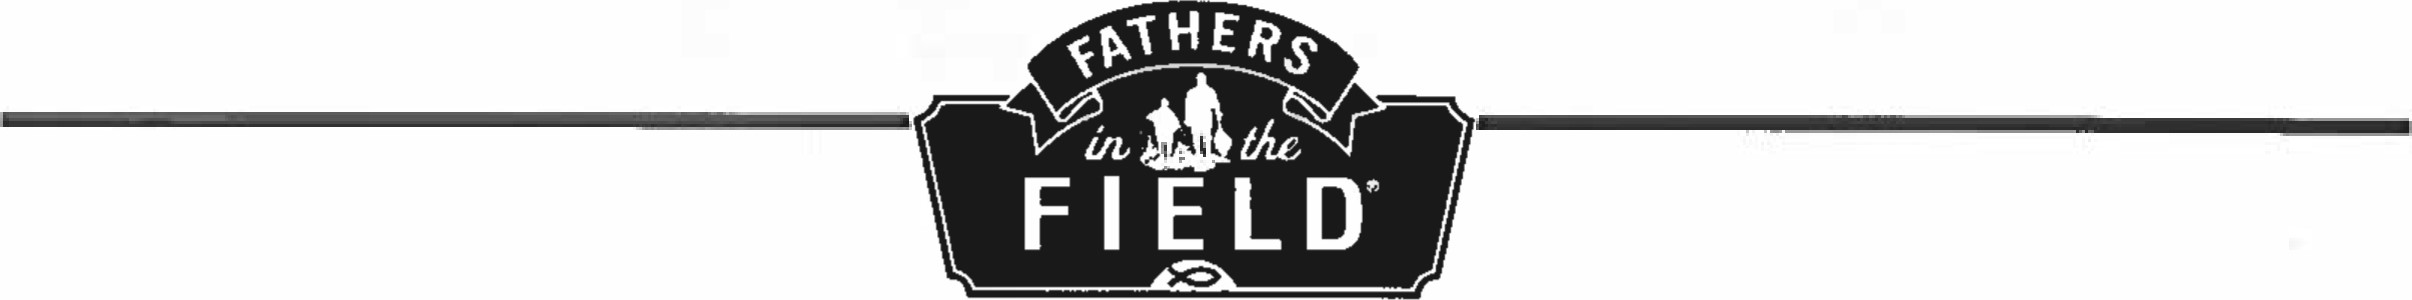 FATHERS
in the
FIELD®